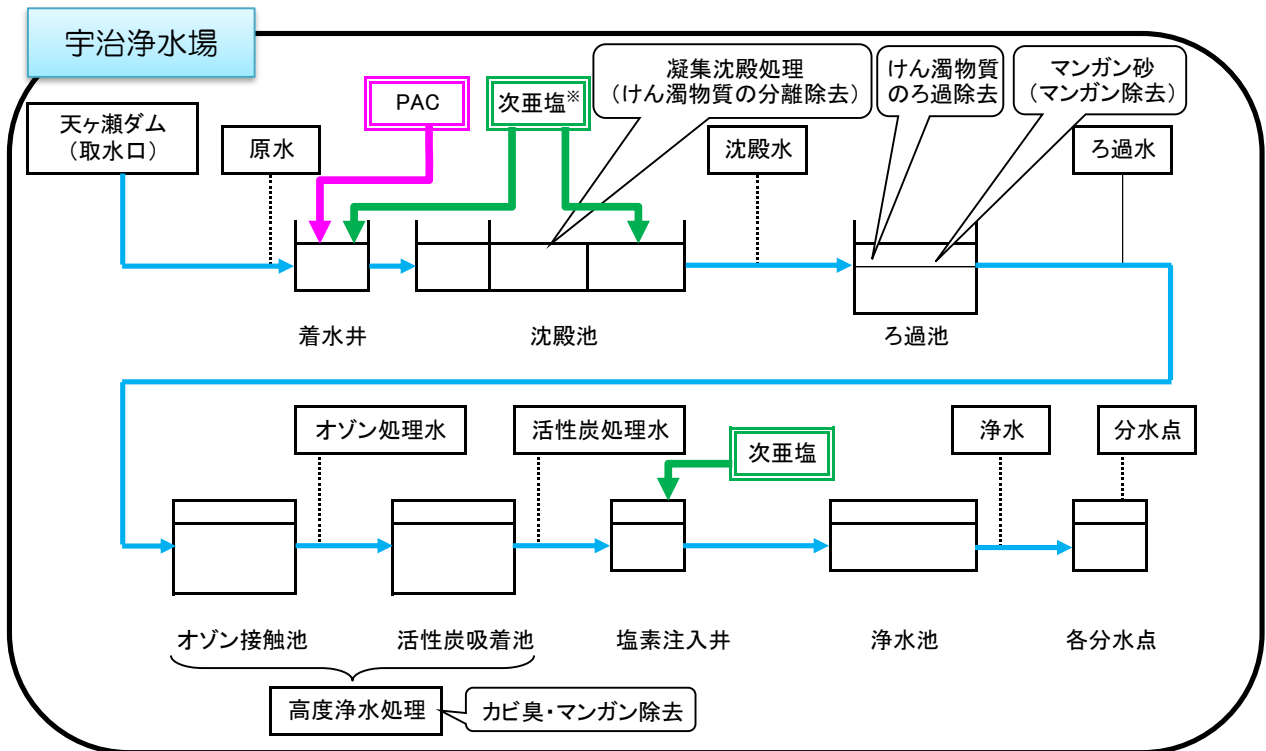 宇治浄水場
天ヶ瀬ダム
（取水口）
原水
PAC
次亜塩※
凝集沈殿処理
（けん濁物質の分離除去）
沈殿水
けん濁物質
のろ過除去
マンガン砂
（マンガン除去）
ろ過水
着水井
沈殿池
ろ過池
オゾン処理水
活性炭処理水
次亜塩
浄水
分水点
オゾン接触池
活性炭吸着池
塩素注入井
浄水池
各分水点
高度浄水処理
カビ臭・マンガン除去